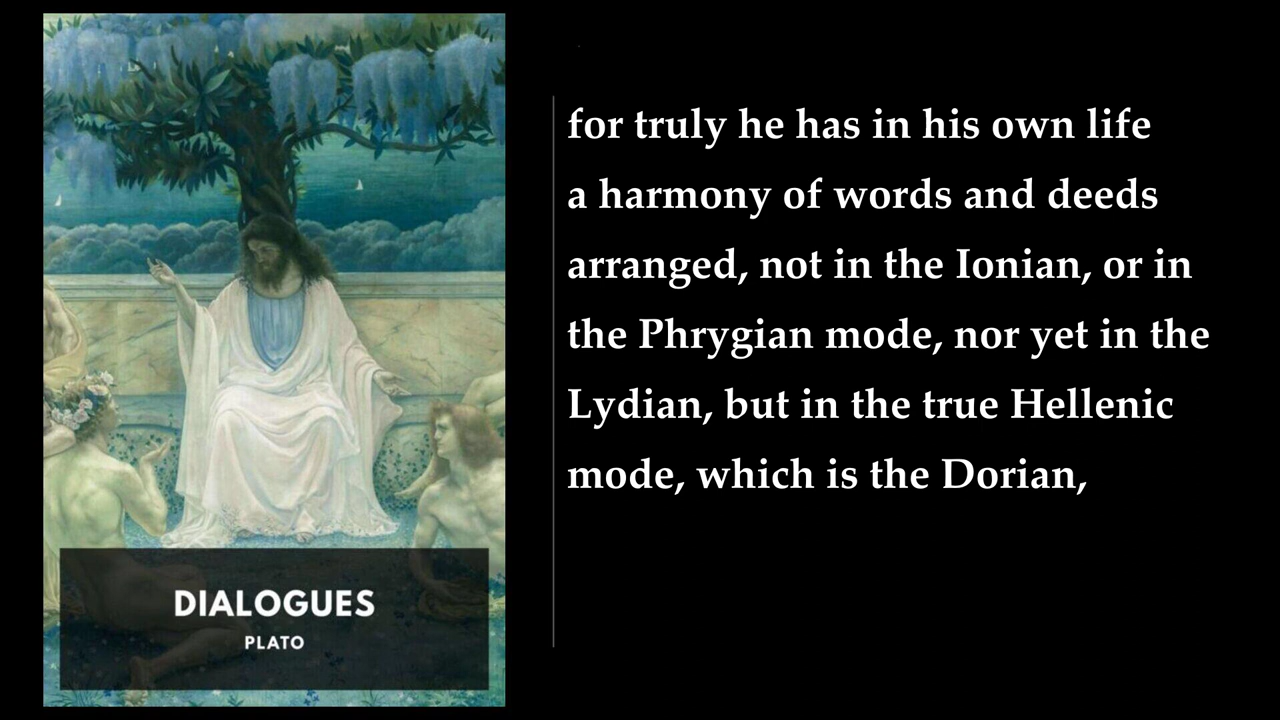 DIALOGUES
PLATO
for truly he has in his own life
a harmony of words and deeds
arranged, not in the Ionian, or in
the Phrygian mode, nor yet in the
Lydian, but in the true Hellenic
mode, which is the Dorian,